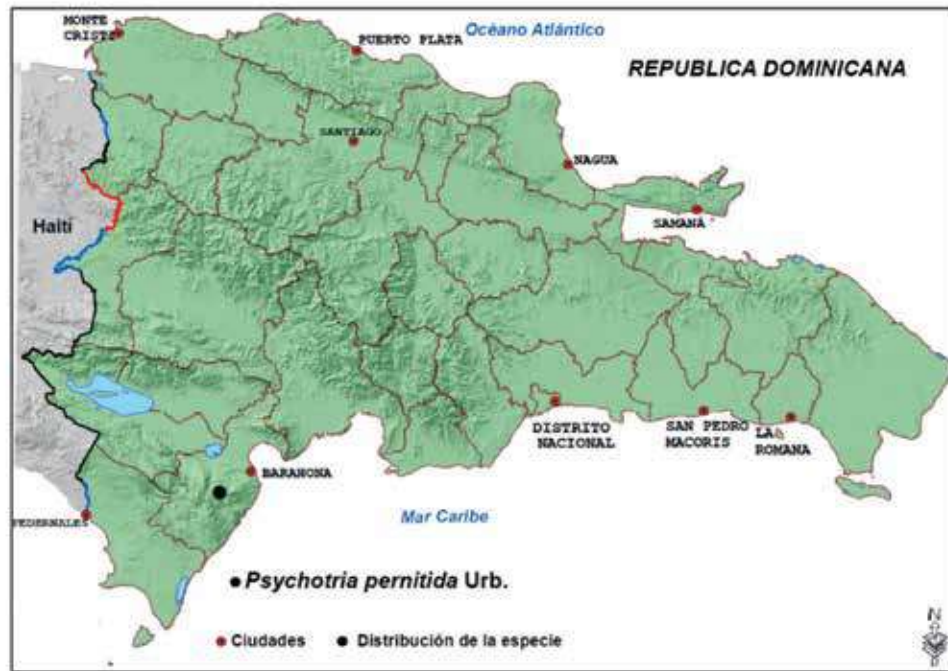 MONTE
CRISTI
PUERTO PLATA
Océano Atlántico
REPUBLICA DOMINICANA
SANTIAGO
NAGUA
SAMANA
Haití
DISTRITO
NACIONAL
SAN PEDRO
MACORIS
LA
ROMANA
BARAHONA
PEDERNALES
Mar Caribe
Psychotria pernitida Urb.
Ciudades
Distribución de la especie
N